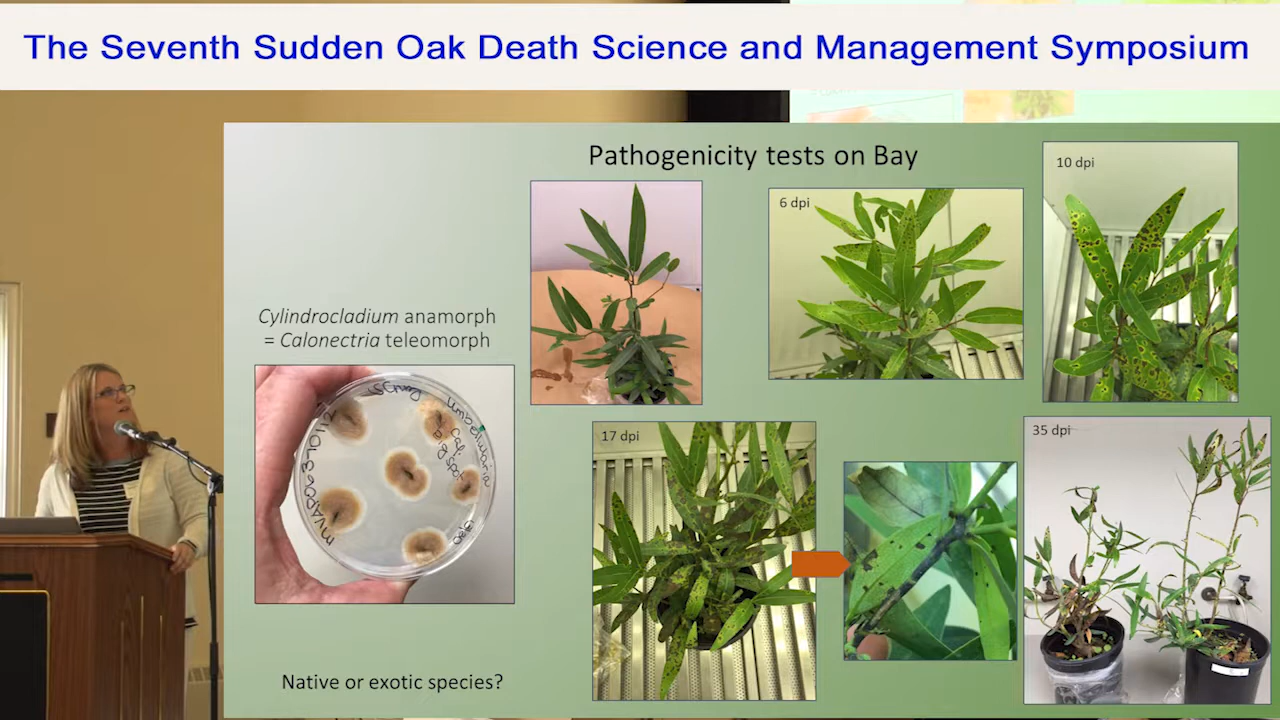 The Seventh Sudden Oak Death Science and Management Symposium
Pathogenicity tests on Bay
6 dpi
10 dpi
Cylindrocladium anamorph
= Calonectria teleomorph
17 dpi
35 dpi
Native or exotic species?